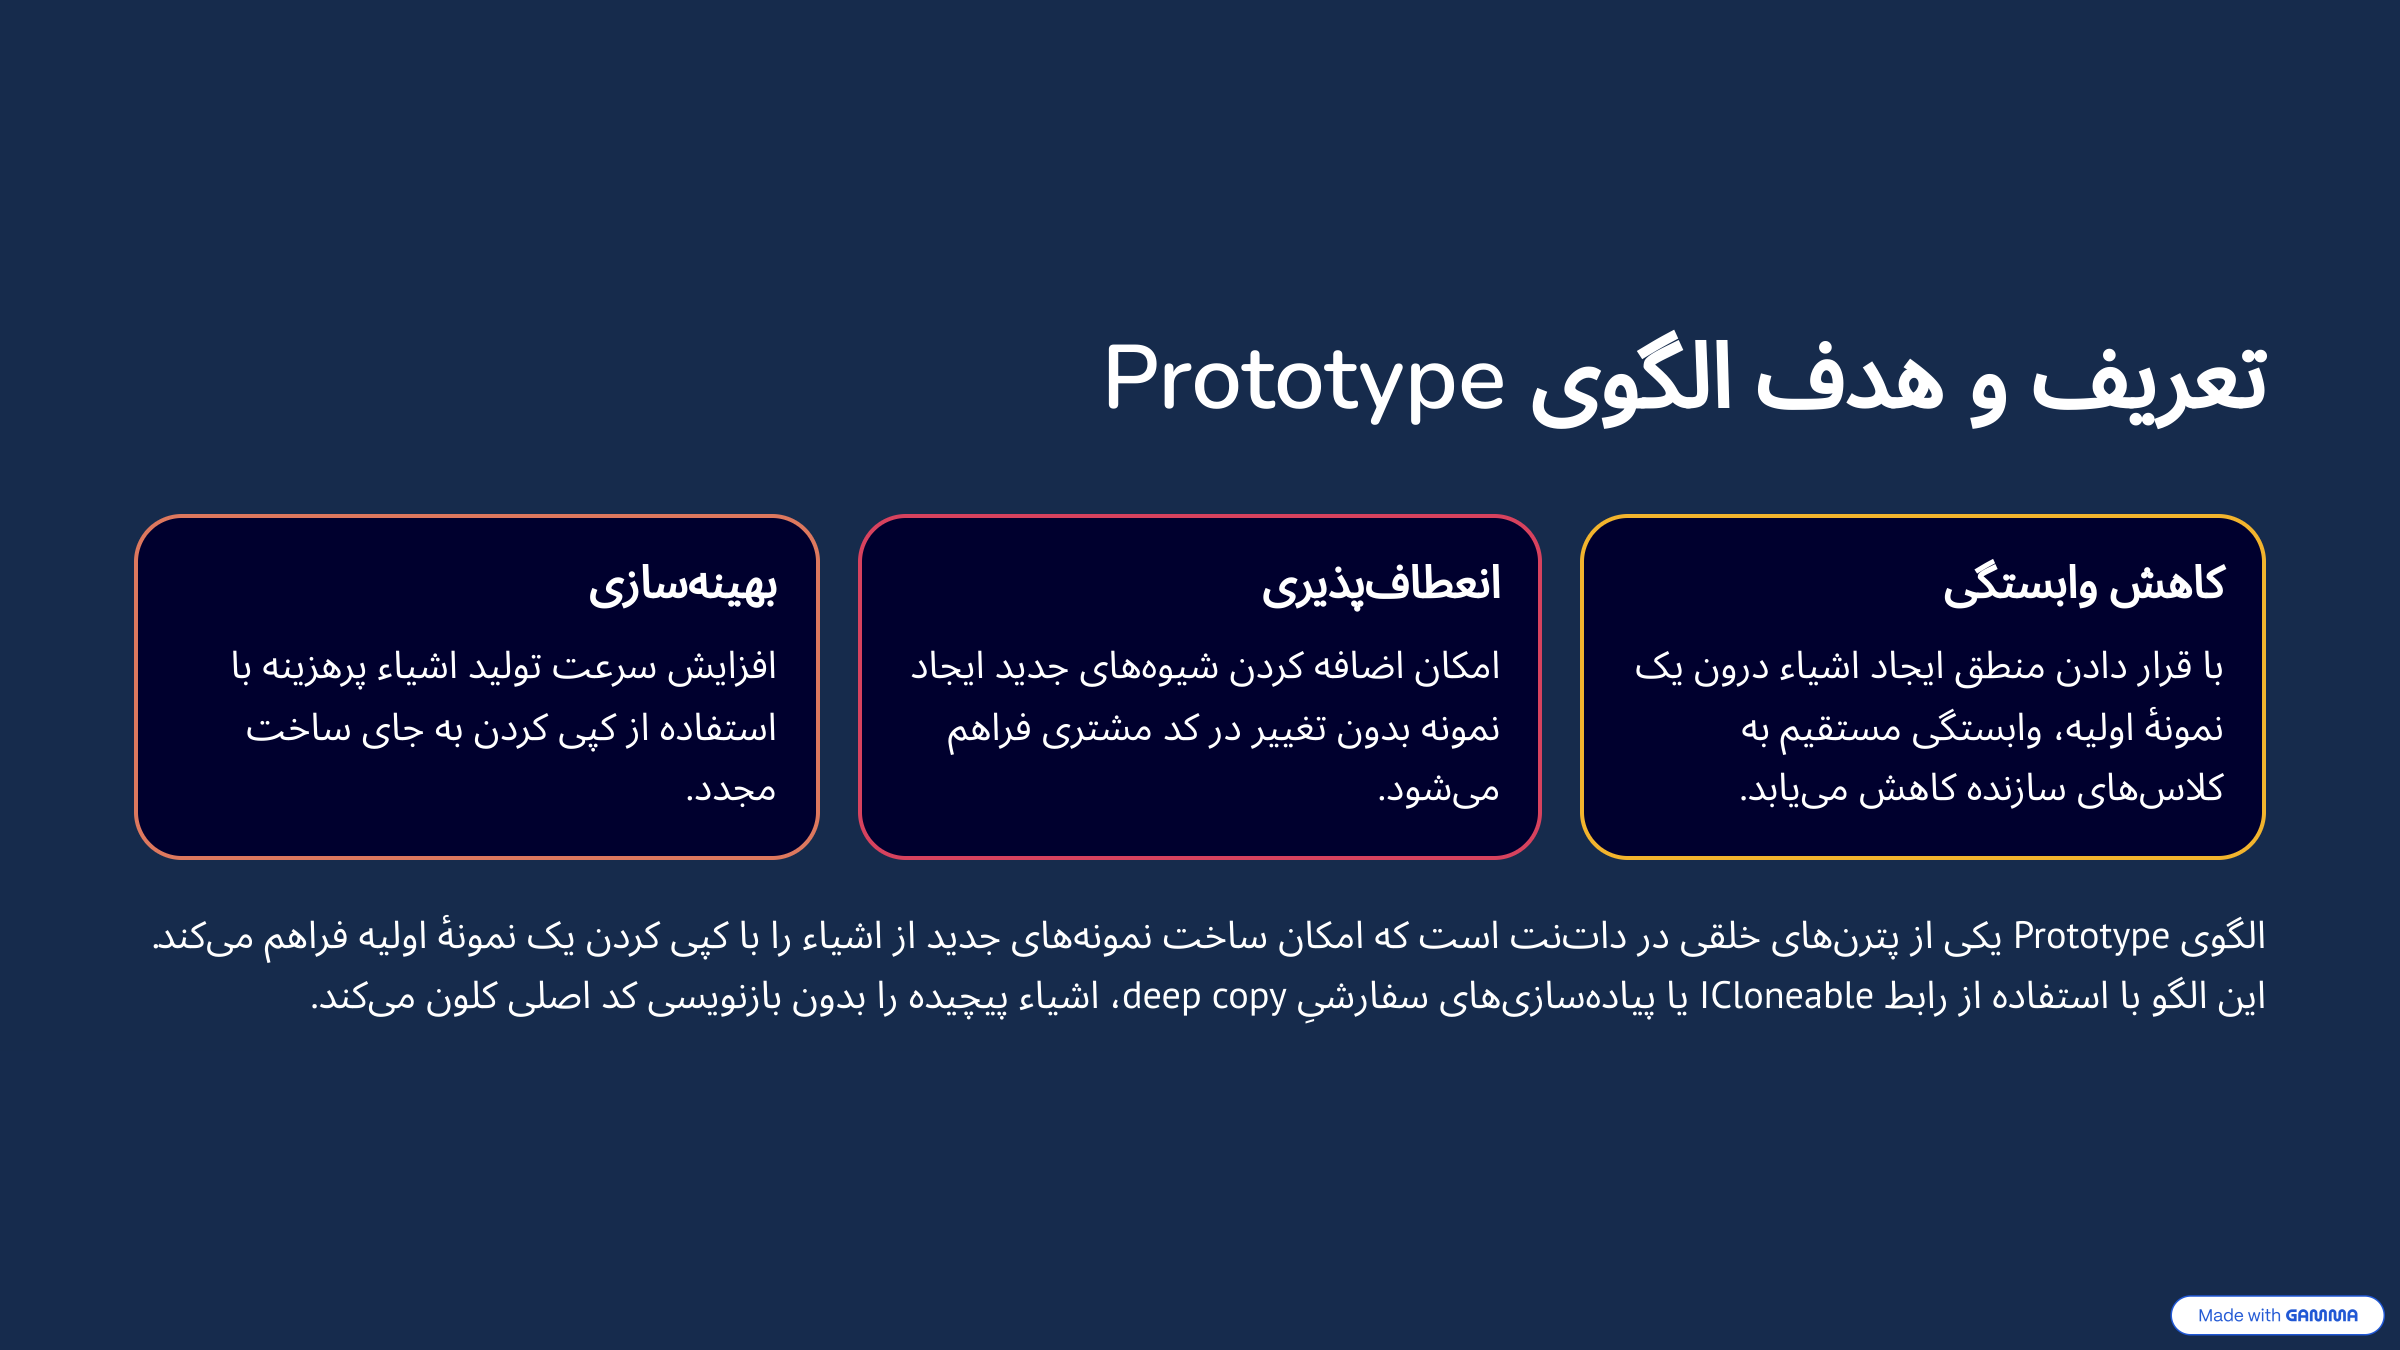 تعریف و هدف الگوی Prototype
کاهش وابستگی
با قرار دادن منطق ایجاد اشیاء درون یک
نمونهٔ اولیه، وابستگی مستقیم به
کلاس‌های سازنده کاهش می‌یابد.
انعطاف‌پذیری
امکان اضافه کردن شیوه‌های جدید ایجاد
نمونه بدون تغییر در کد مشتری فراهم
می‌شود.
بهینه‌سازی
افزایش سرعت تولید اشیاء پرهزینه با
استفاده از کپی کردن به جای ساخت
مجدد.
الگوی Prototype یکی از پترن‌های خلقی در دات‌نت است که امکان ساخت نمونه‌های جدید از اشیاء را با کپی کردن یک نمونهٔ اولیه فراهم می‌کند.
این الگو با استفاده از رابط ICloneable یا پیاده‌سازی‌های سفارشیِ deep copy، اشیاء پیچیده را بدون بازنویسی کد اصلی کلون می‌کند.
Made with GAMMA